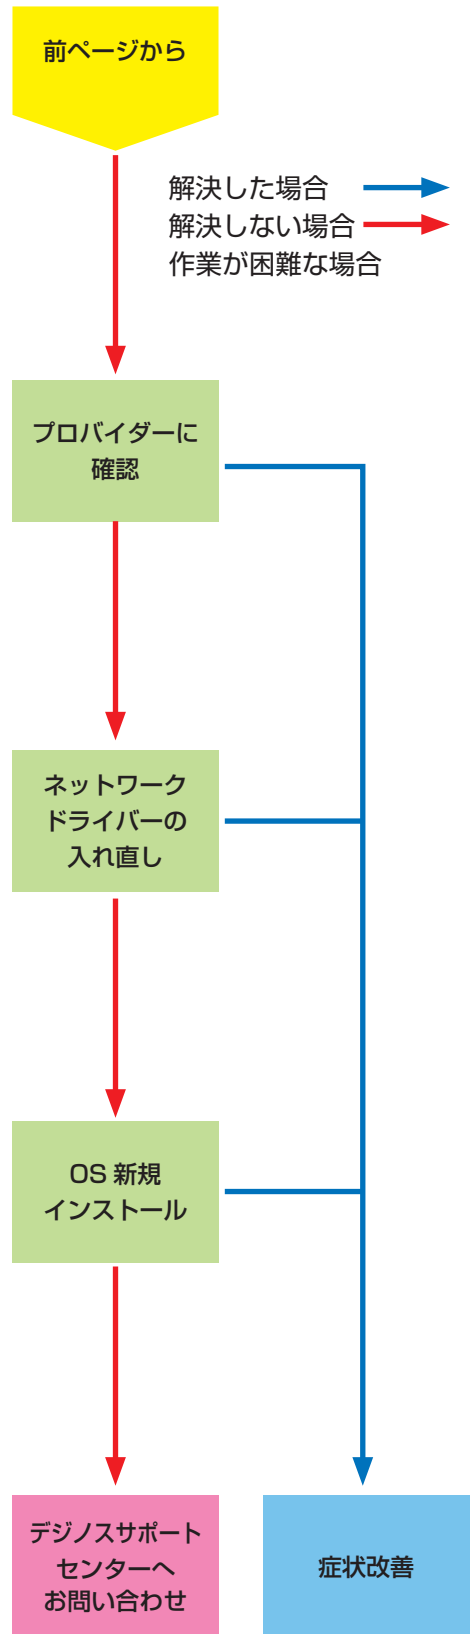 前ページから
解決した場合
解決しない場合
作業が困難な場合
プロバイダーに
確認
ネットワーク
ドライバーの
入れ直し
OS 新規
インストール
デジノスサポート
センターへ
お問い合わせ
症状改善